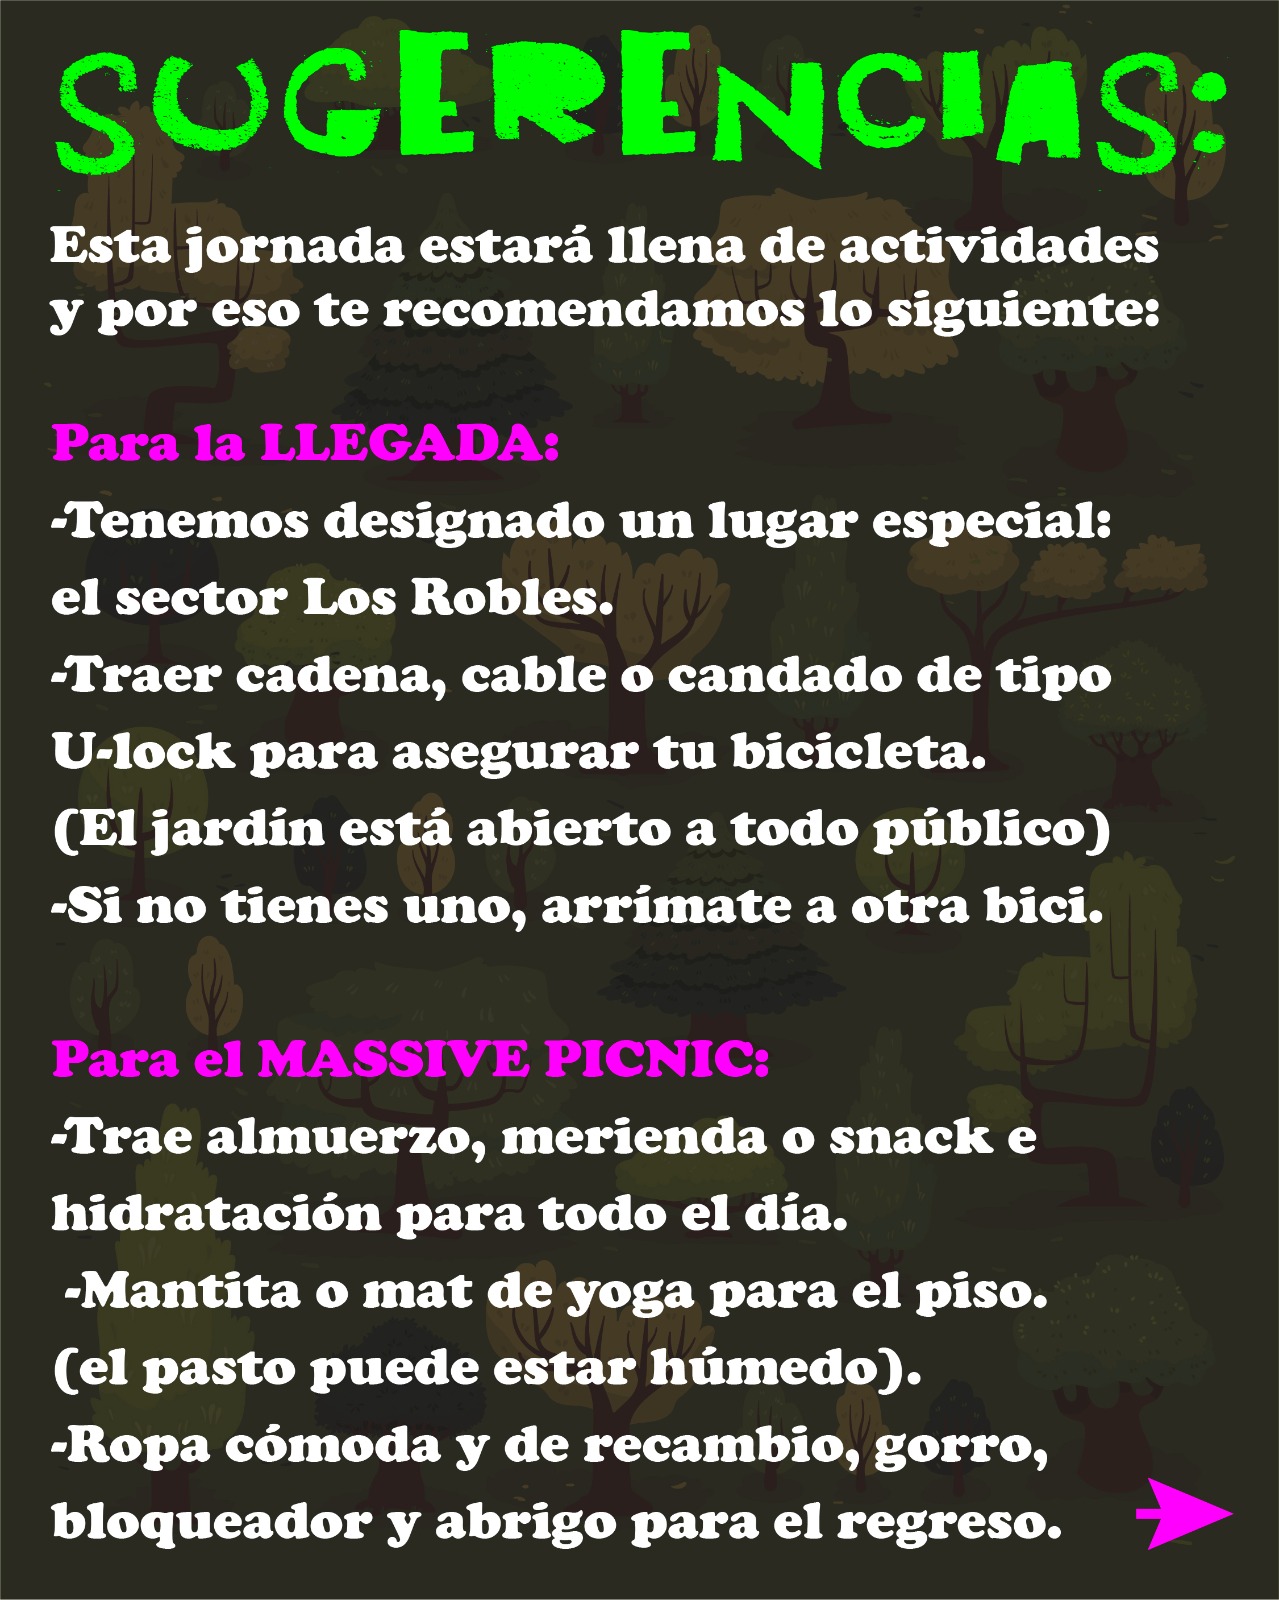 SUGERENCIAS:
Esta jornada estará llena de actividades
y por eso te recomendamos lo siguiente:
Para la LLEGADA:
-Tenemos designado un lugar especial:
el sector Los Robles.
-Traer cadena, cable o candado de tipo
U-lock para asegurar tu bicicleta.
(El jardín está abierto a todo público)
-Si no tienes uno, arrímate a otra bici.
Para el MASSIVE PICNIC:
-Trae almuerzo, merienda o snack e
hidratación para todo el día.
-Mantita o mat de yoga para el piso.
(el pasto puede estar húmedo).
-Ropa cómoda y de recambio, gorro,
bloqueador y abrigo para el regreso.